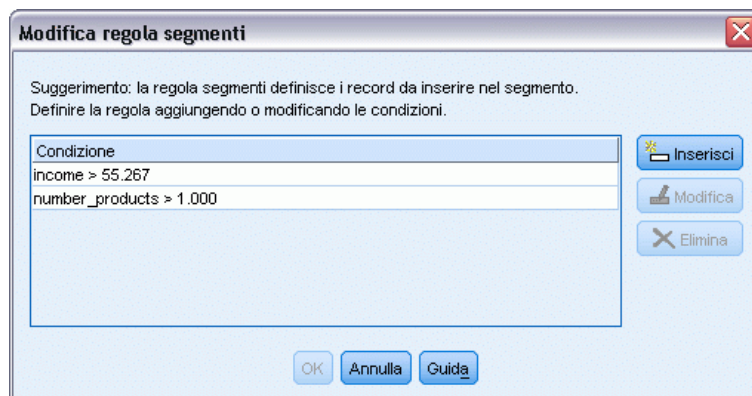 Modifica regola segmenti
Suggerimento: la regola segmenti definisce i record da inserire nel segmento.
Definire la regola aggiungendo o modificando le condizioni.
Condizione
income > 55.267
number_products > 1.000
Inserisci
Modifica
Elimina
OK
Annulla
Guida